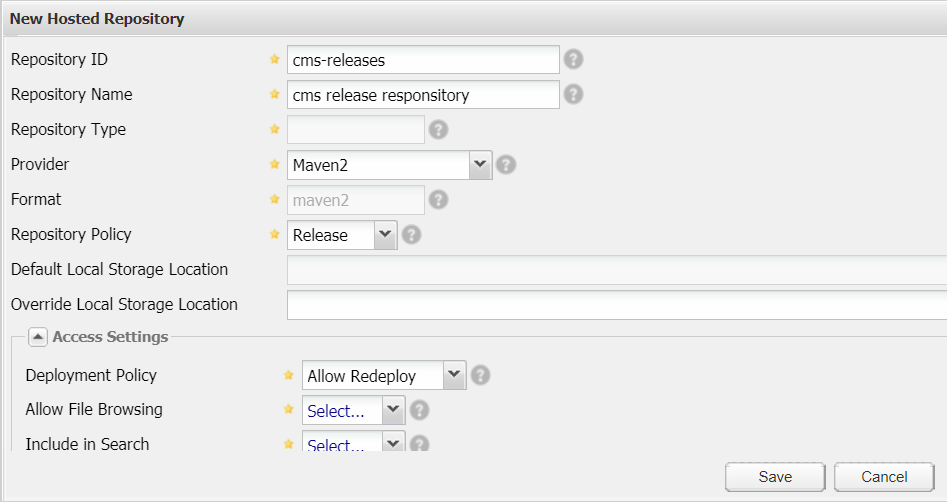 New Hosted Repository
Repository ID cms-releases
Repository Name cms release responsitory
Repository Type
Provider Maven2
Format maven2
Repository Policy Release
Default Local Storage Location
Override Local Storage Location
Access Settings
Deployment Policy Allow Redeploy
Allow File Browsing Select...
Include in Search Select...
Save Cancel